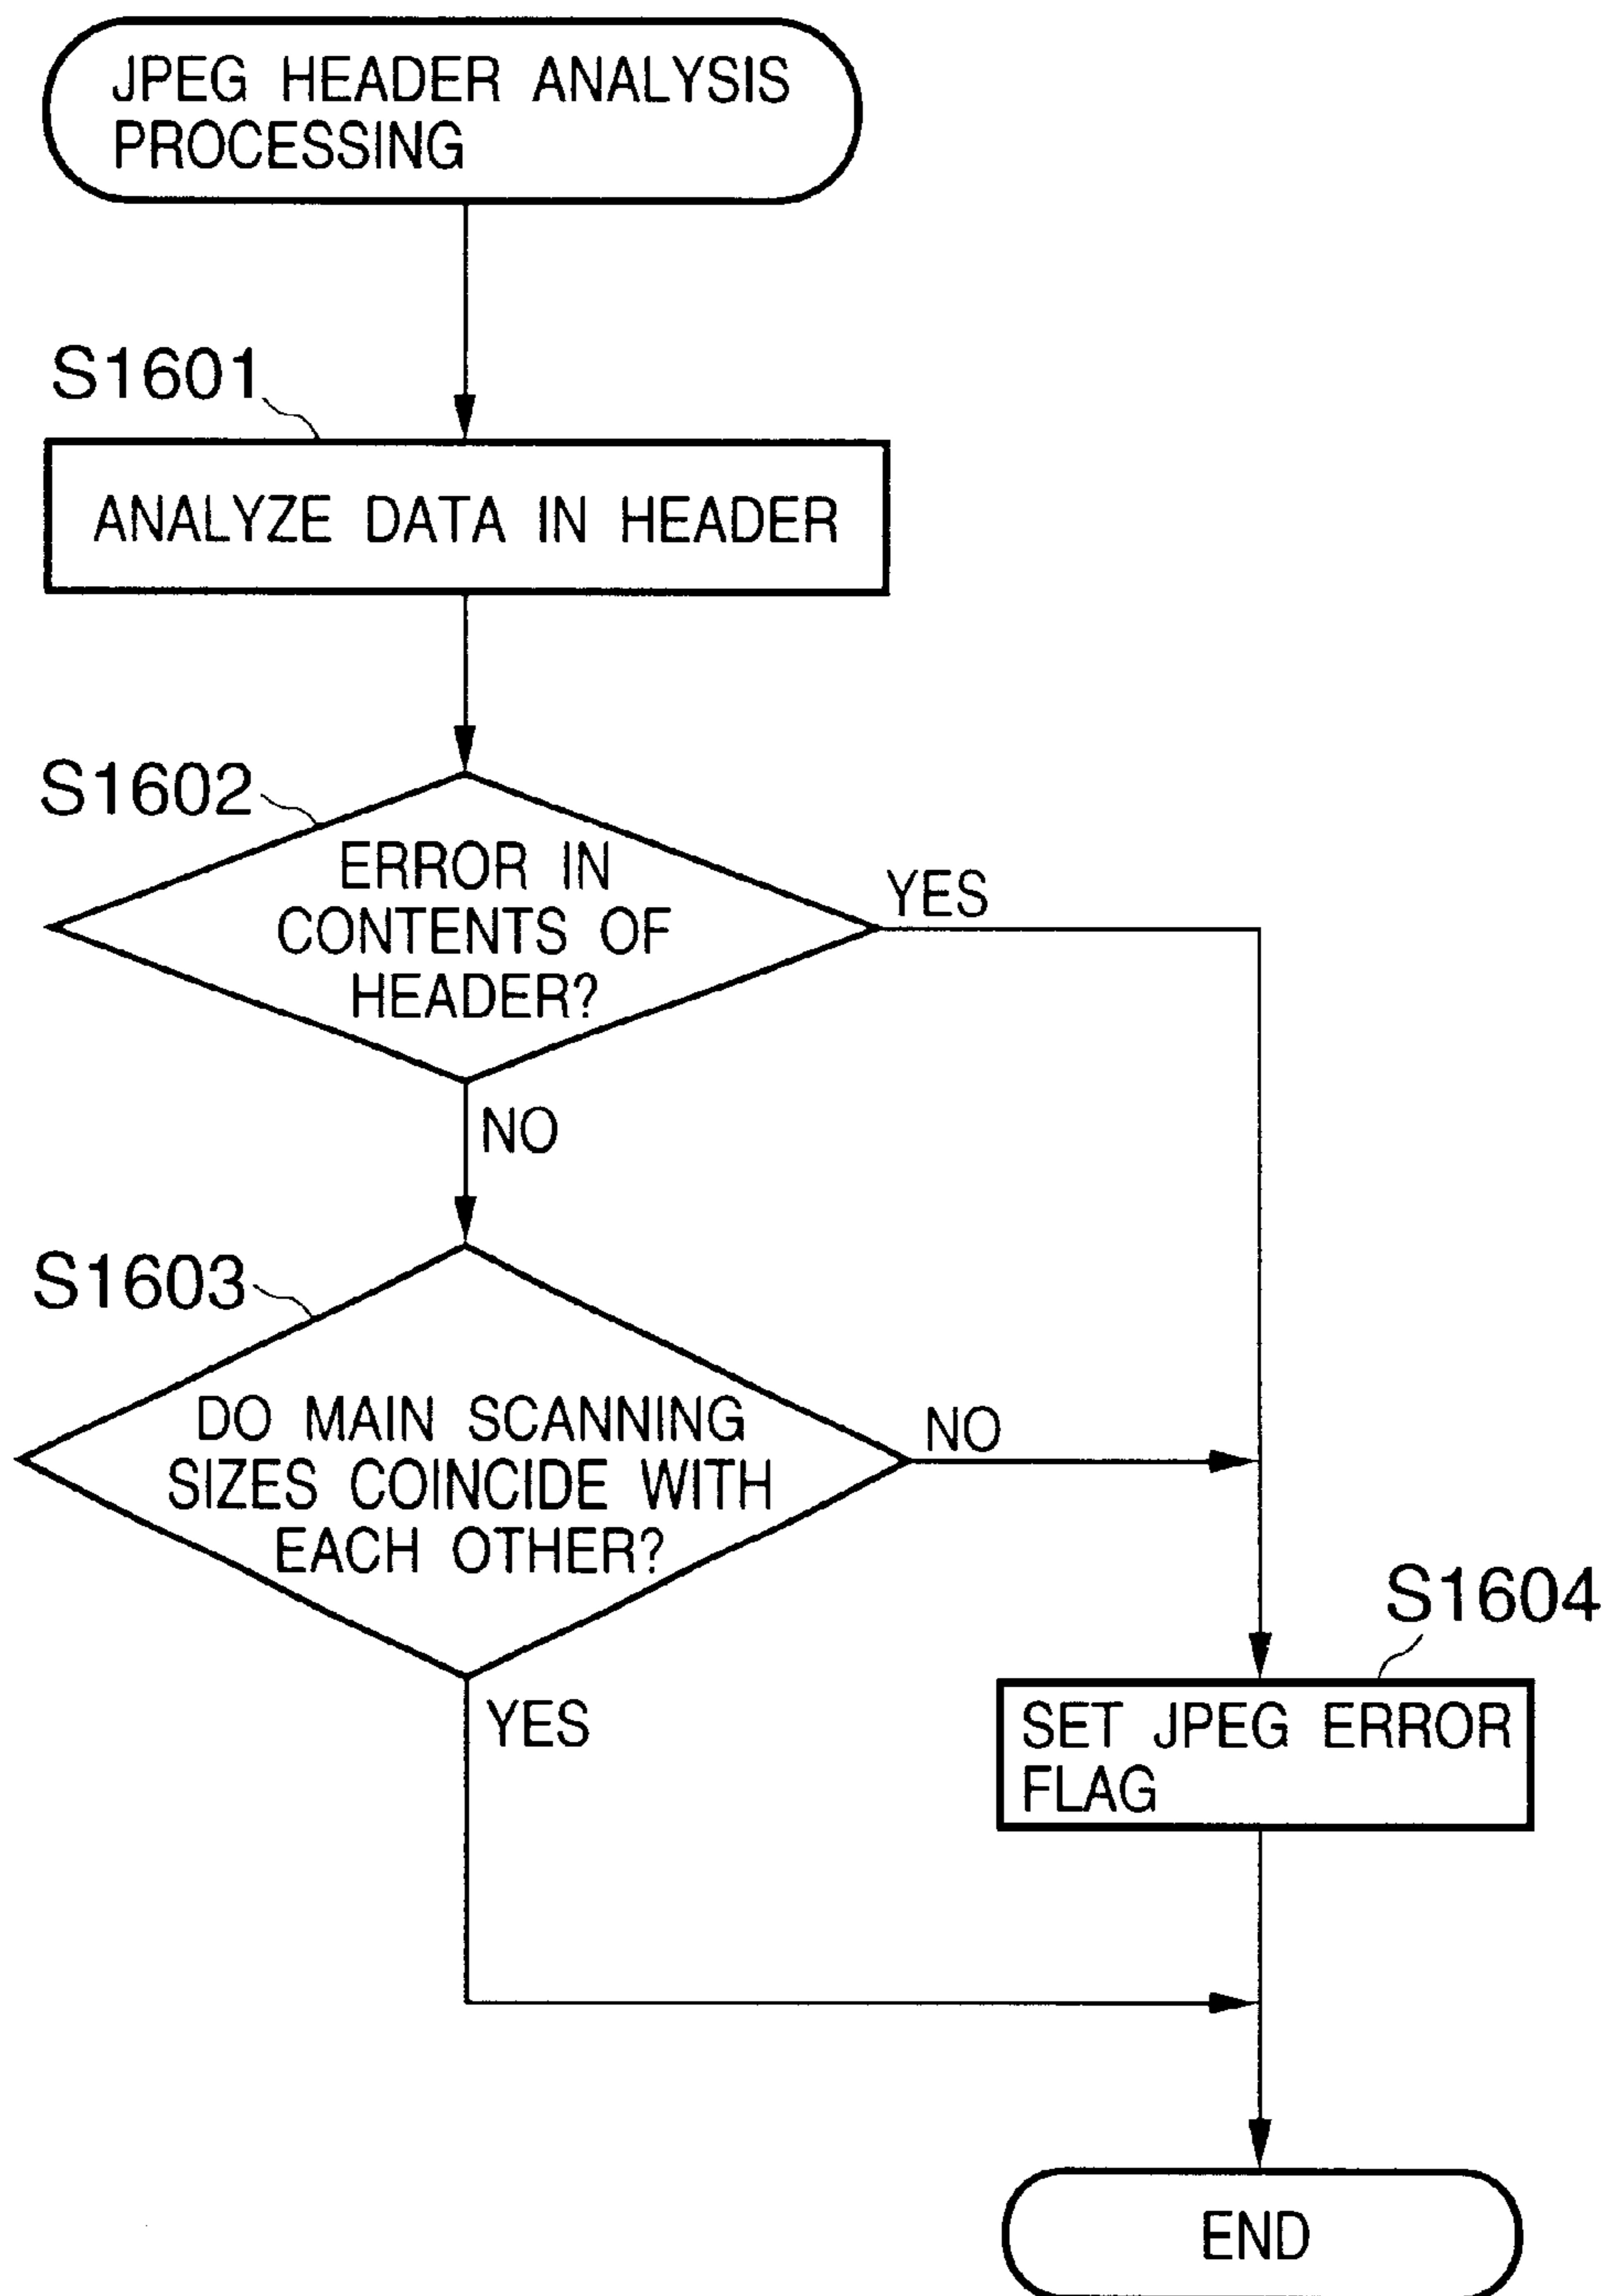 JPEG HEADER ANALYSIS
PROCESSING
S1601
ANALYZE DATA IN HEADER
S1602
ERROR IN
CONTENTS OF
HEADER?
YES
NO
S1603
DO MAIN SCANNING
SIZES COINCIDE WITH
EACH OTHER?
NO
YES
S1604
SET JPEG ERROR
FLAG
END